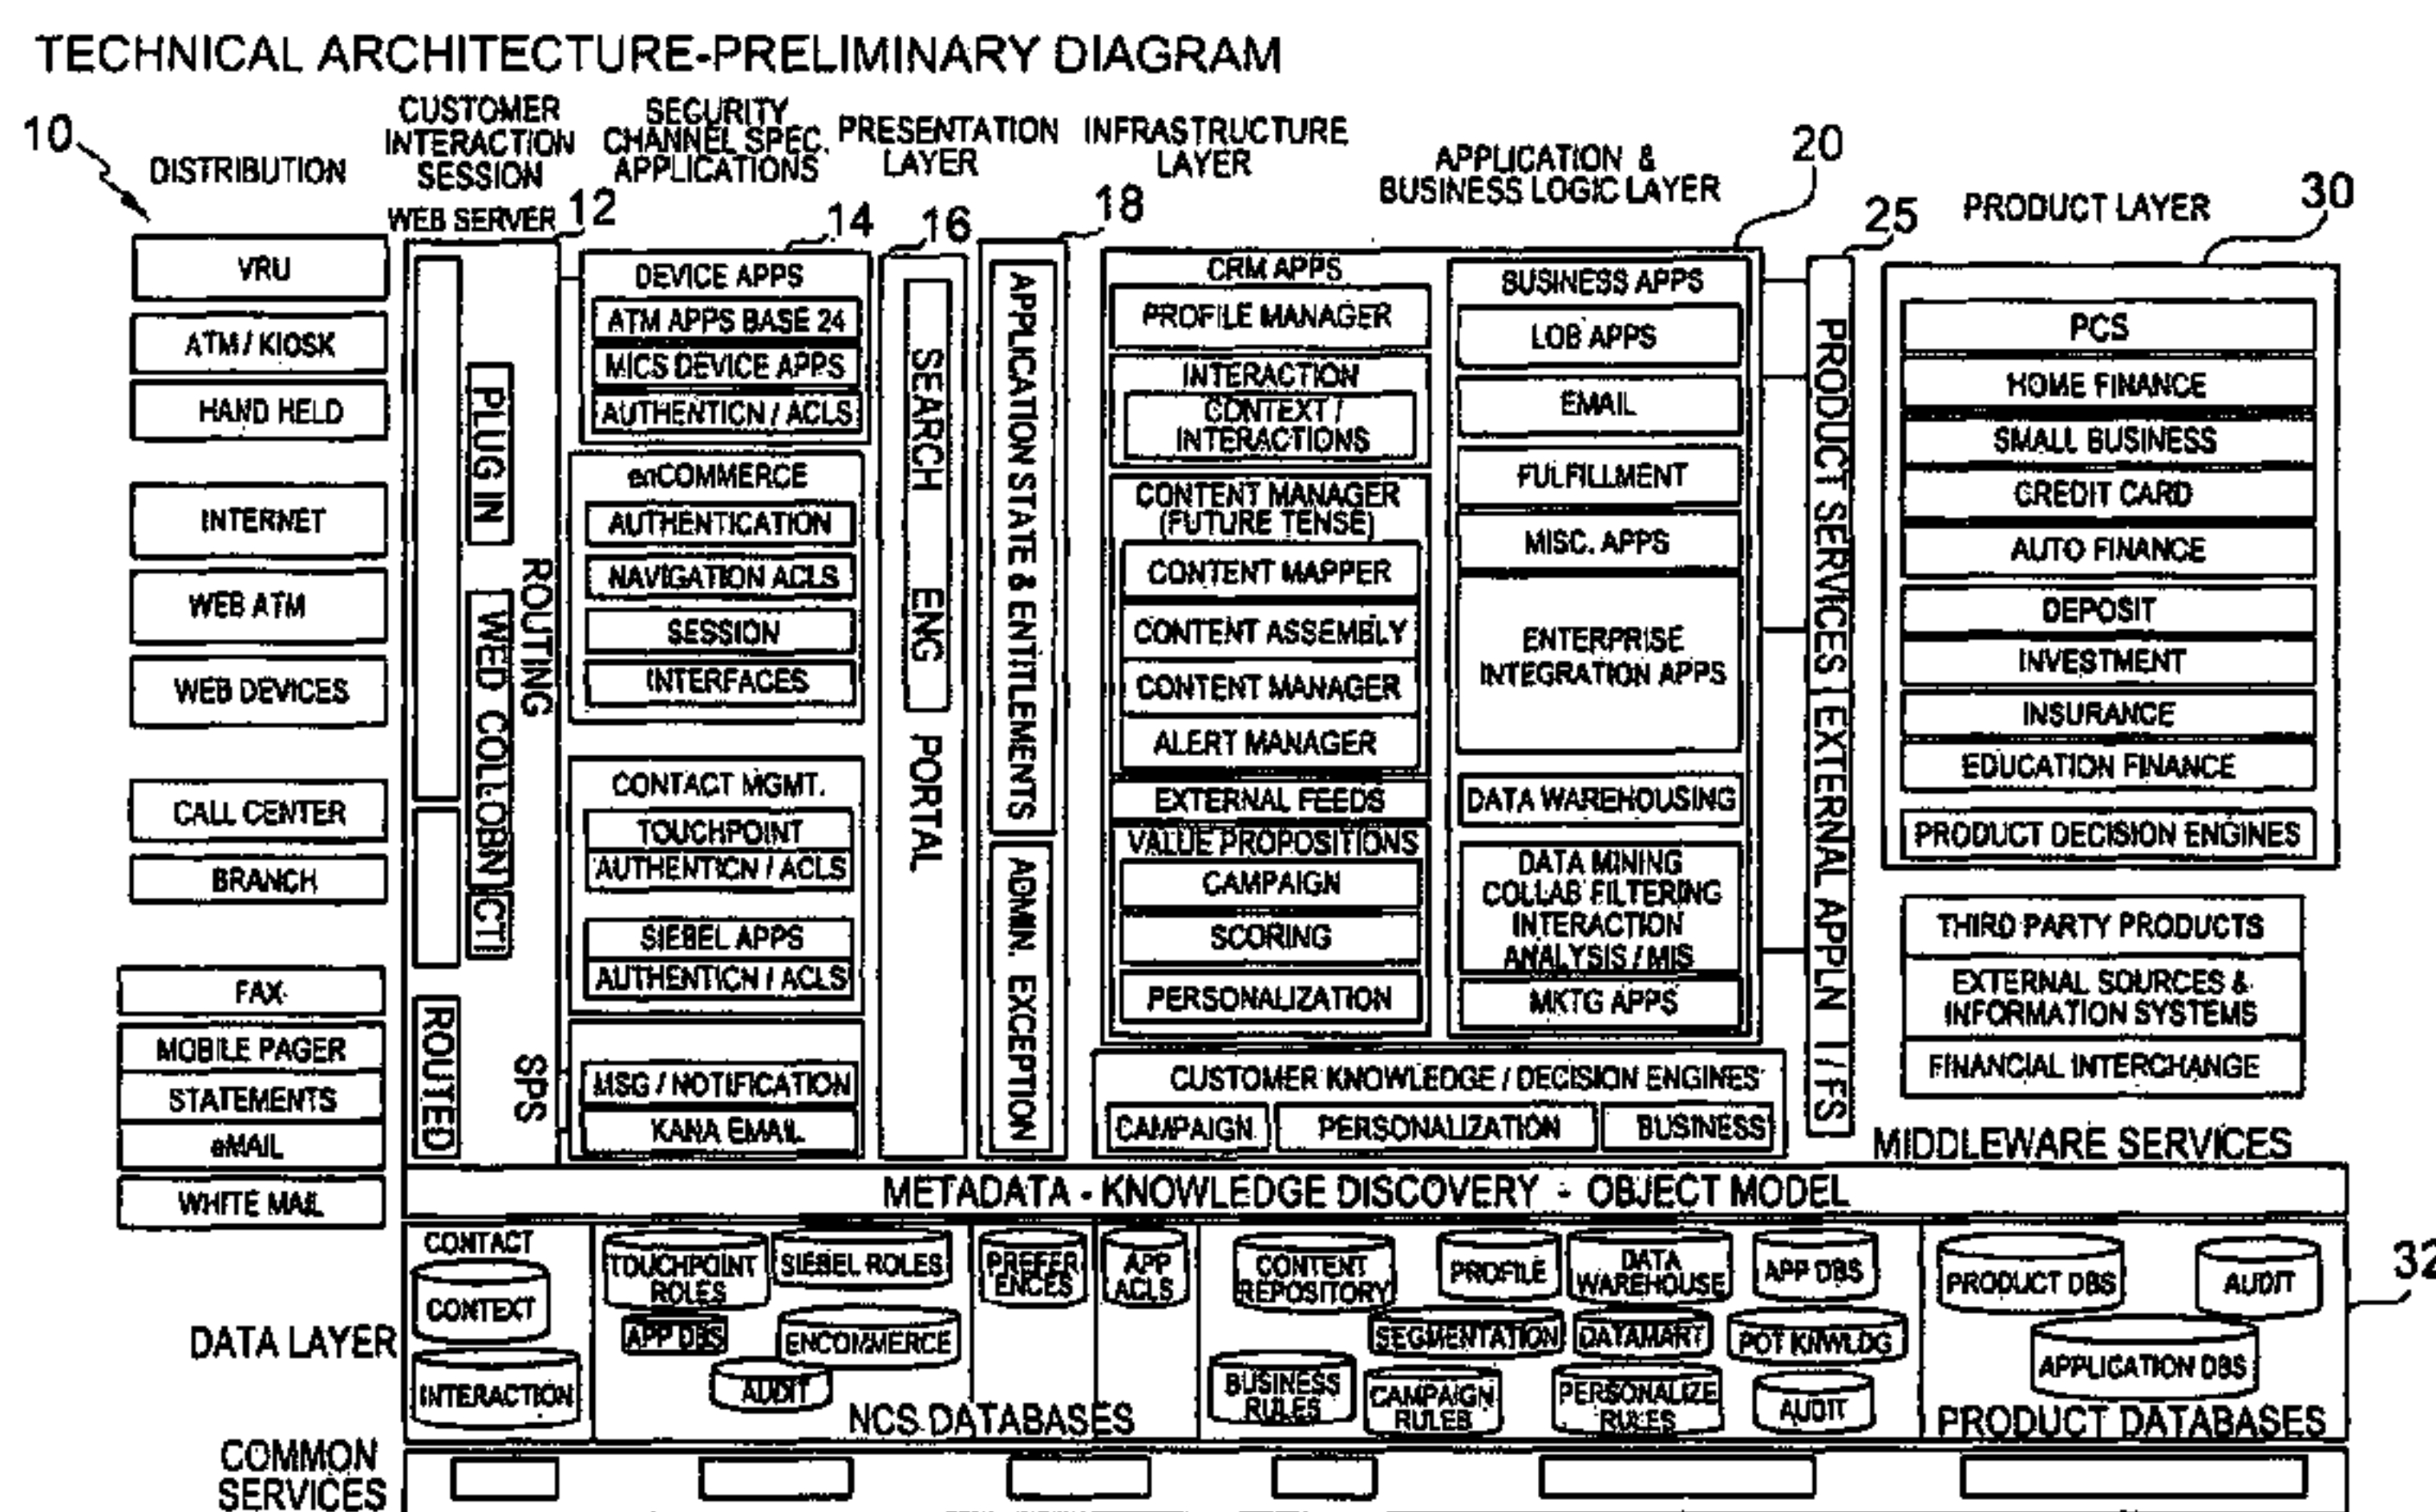 TECHNICAL ARCHITECTURE-PRELIMINARY DIAGRAM
10
DISTRIBUTION
CUSTOMER
INTERACTION
SESSION
WEB SERVER
12
SECURITY
CHANNEL SPEC.
APPLICATIONS
14
PRESENTATION
LAYER
16
INFRASTRUCTURE
LAYER
18
APPLICATION &
BUSINESS LOGIC LAYER
20
25
PRODUCT LAYER
30
VRU
ATM / KIOSK
HAND HELD
INTERNET
WEB ATM
WEB DEVICES
CALL CENTER
BRANCH
FAX
MOBILE PAGER
STATEMENTS
eMAIL
WHITE MAIL
PLUG IN
WED COLLOBN
CTI
ROUTING
ROUTED
SPS
DEVICE APPS
ATM APPS BASE 24
MICS DEVICE APPS
AUTHENTICN / ACLS
enCOMMERCE
AUTHENTICATION
NAVIGATION ACLS
SESSION
INTERFACES
CONTACT MGMT.
TOUCHPOINT
AUTHENTICN / ACLS
SIEBEL APPS
AUTHENTICN / ACLS
MSG / NOTIFICATION
KANA EMAIL
SEARCH ENG
PORTAL
APPLICATION STATE & ENTITLEMENTS
ADMN. EXCEPTION
CRM APPS
PROFILE MANAGER
INTERACTION
CONTEXT /
INTERACTIONS
CONTENT MANAGER
(FUTURE TENSE)
CONTENT MAPPER
CONTENT ASSEMBLY
CONTENT MANAGER
ALERT MANAGER
EXTERNAL FEEDS
VALUE PROPOSITIONS
CAMPAIGN
SCORING
PERSONALIZATION
BUSINESS APPS
LOB APPS
EMAIL
FULFILLMENT
MISC. APPS
ENTERPRISE
INTEGRATION APPS
DATA WAREHOUSING
DATA MINING
COLLAB FILTERING
INTERACTION
ANALYSIS / MIS
MKTG APPS
CUSTOMER KNOWLEDGE / DECISION ENGINES
CAMPAIGN
PERSONALIZATION
BUSINESS
PRODUCT SERVICES / EXTERNAL APPLN I / FS
PCS
HOME FINANCE
SMALL BUSINESS
CREDIT CARD
AUTO FINANCE
DEPOSIT
INVESTMENT
INSURANCE
EDUCATION FINANCE
PRODUCT DECISION ENGINES
THIRD PARTY PRODUCTS
EXTERNAL SOURCES &
INFORMATION SYSTEMS
FINANCIAL INTERCHANGE
MIDDLEWARE SERVICES
METADATA - KNOWLEDGE DISCOVERY - OBJECT MODEL
DATA LAYER
CONTACT
CONTEXT
INTERACTION
TOUCHPOINT
ROLES
SIEBEL ROLES
APP DBS
ENCOMMERCE
AUDIT
NCS DATABASES
PREFER
ENCES
APP
ACLS
CONTENT
REPOSITORY
PROFILE
DATA
WAREHOUSE
APP DBS
SEGMENTATION
DATAMART
POT KNWLDG
BUSINESS
RULES
CAMPAIGN
RULES
PERSONALIZE
RULES
AUDIT
PRODUCT DBS
AUDIT
APPLICATION DBS
PRODUCT DATABASES
32
COMMON
SERVICES